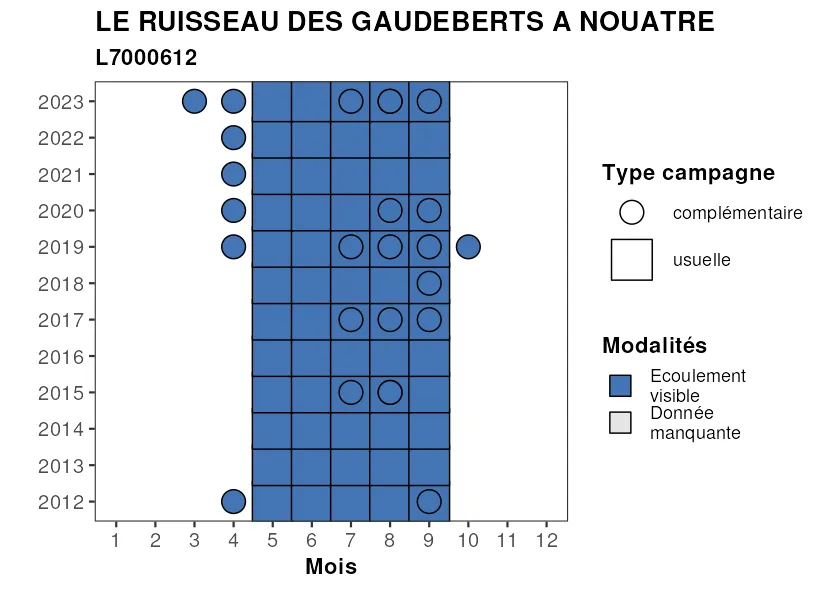 LE RUISSEAU DES GAUDEBERTS A NOUATRE
L7000612
2023
2022
2021
2020
2019
2018
2017
2016
2015
2014
2013
2012
1 2 3 4 5 6 7 8 9 10 11 12
Mois
Type campagne
complémentaire
usuelle
Modalités
Ecoulement
visible
Donnée
manquante